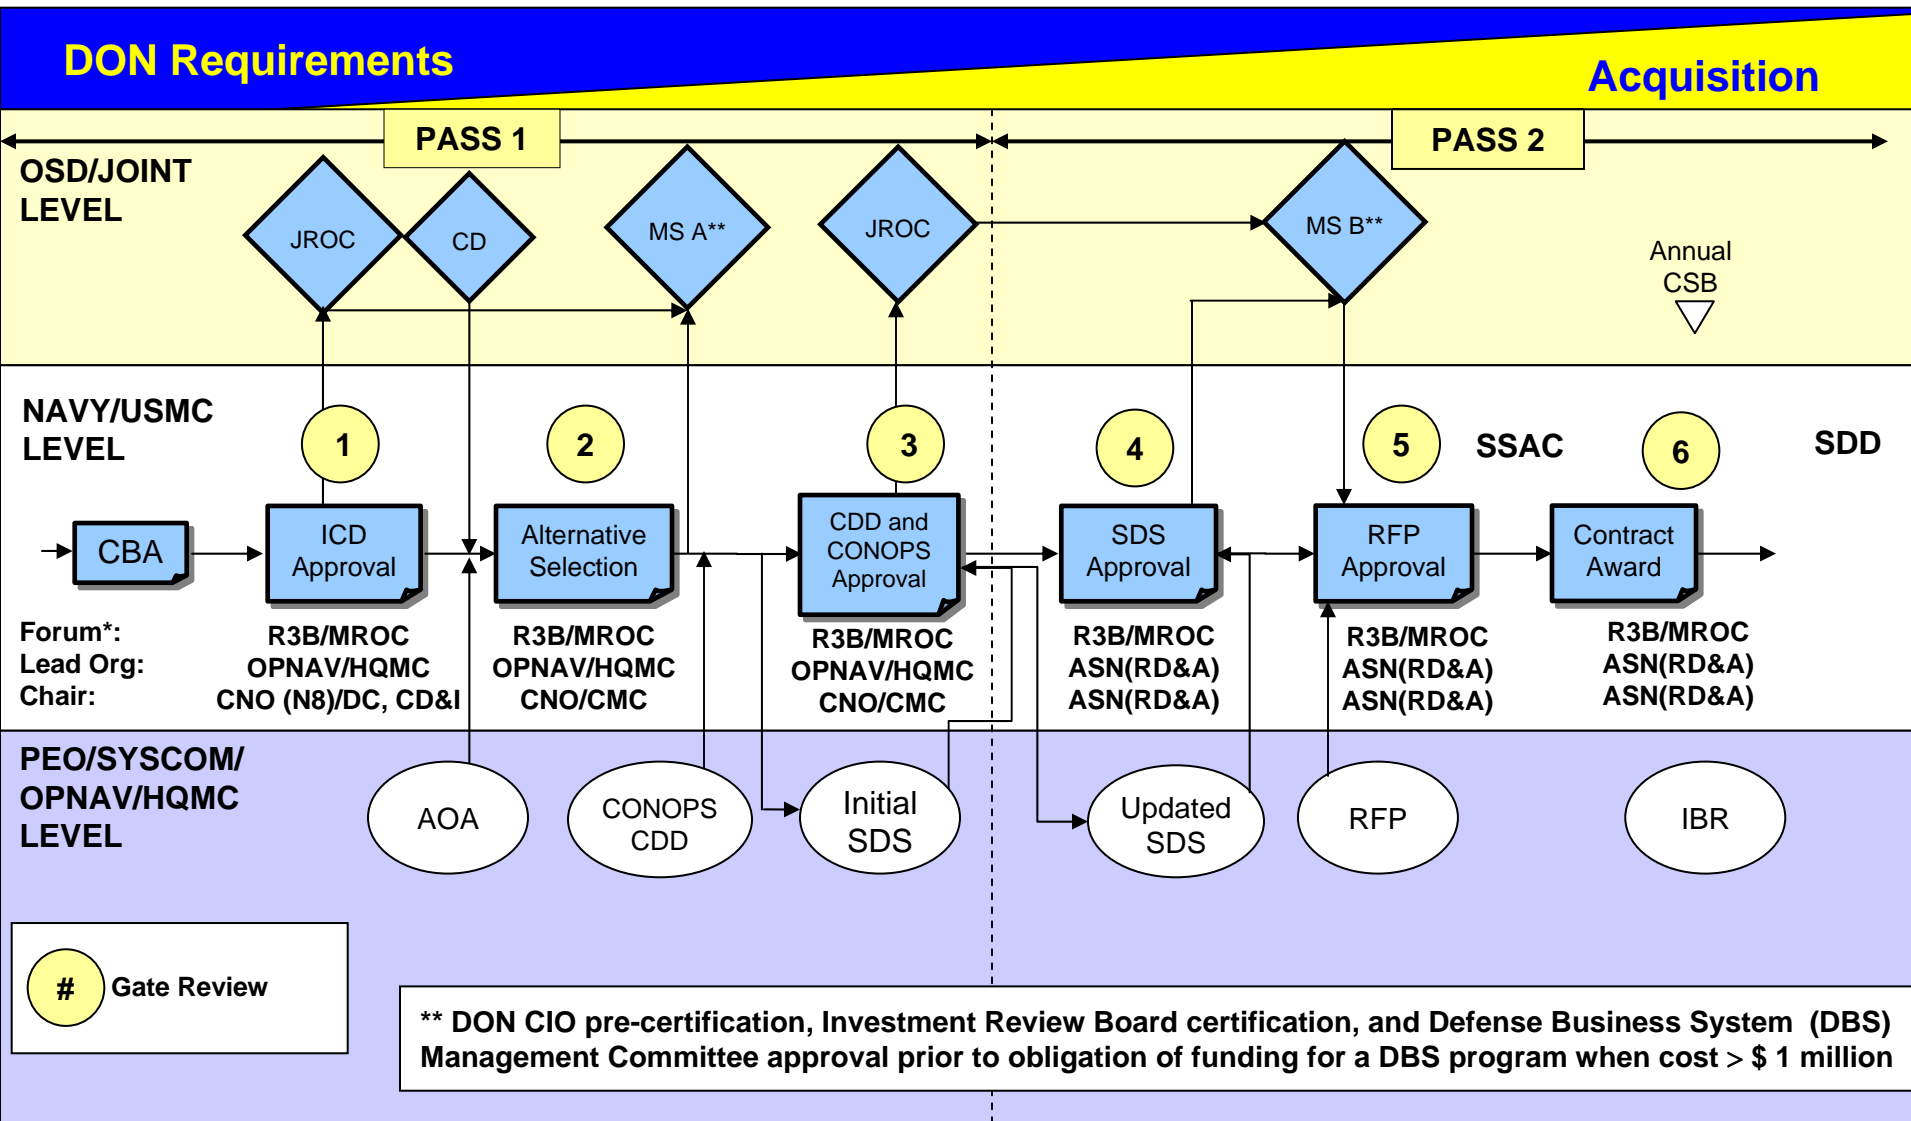 DON Requirements
Acquisition
PASS 1
PASS 2
OSD/JOINT
LEVEL
JROC
CD
MS A**
JROC
MS B**
Annual
CSB
NAVY/USMC
LEVEL
1
2
3
4
5
SSAC
6
SDD
CBA
ICD
Approval
Alternative
Selection
CDD and
CONOPS
Approval
SDS
Approval
RFP
Approval
Contract
Award
Forum*:
Lead Org:
Chair:
R3B/MROC
OPNAV/HQMC
CNO (N8)/DC, CD&I
R3B/MROC
OPNAV/HQMC
CNO/CMC
R3B/MROC
OPNAV/HQMC
CNO/CMC
R3B/MROC
ASN(RD&A)
ASN(RD&A)
R3B/MROC
ASN(RD&A)
ASN(RD&A)
R3B/MROC
ASN(RD&A)
ASN(RD&A)
PEO/SYSCOM/
OPNAV/HQMC
LEVEL
AOA
CONOPS
CDD
Initial
SDS
Updated
SDS
RFP
IBR
# Gate Review
** DON CIO pre-certification, Investment Review Board certification, and Defense Business System (DBS)
Management Committee approval prior to obligation of funding for a DBS program when cost > $ 1 million